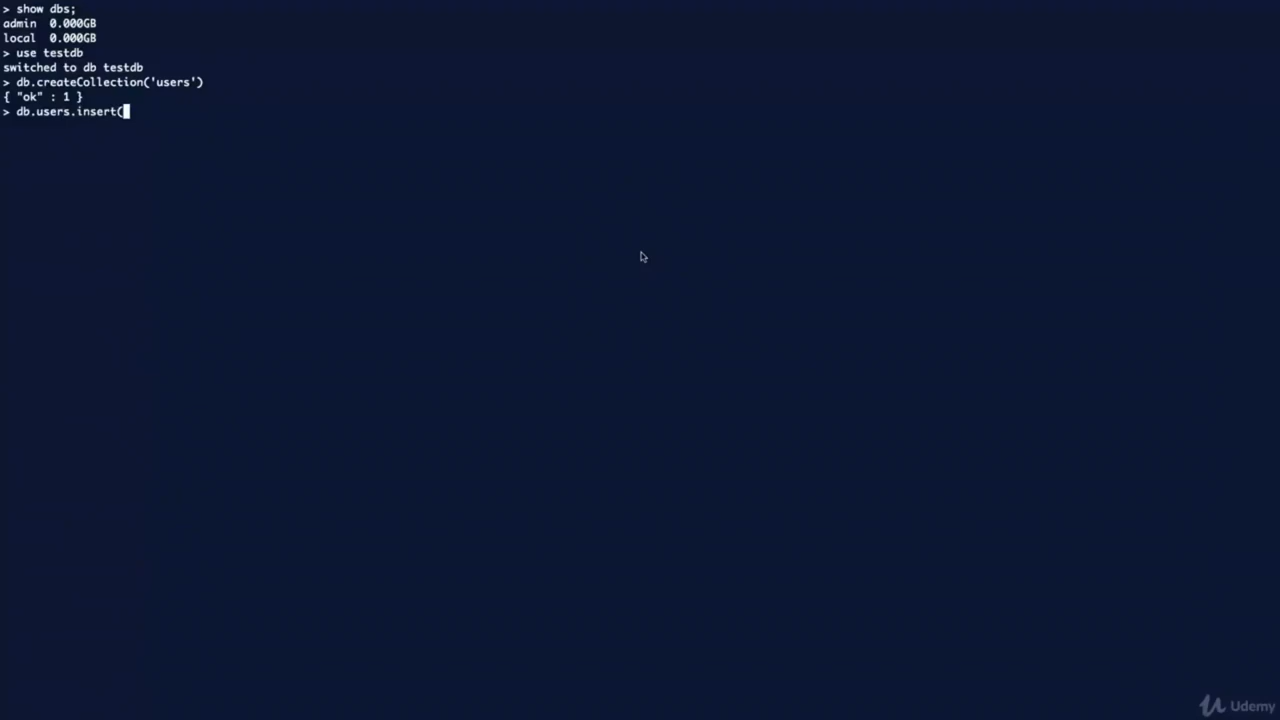 > show dbs;
admin  0.000GB
local  0.000GB
> use testdb
switched to db testdb
> db.createCollection('users')
{ "ok" : 1 }
> db.users.insert(
Udemy